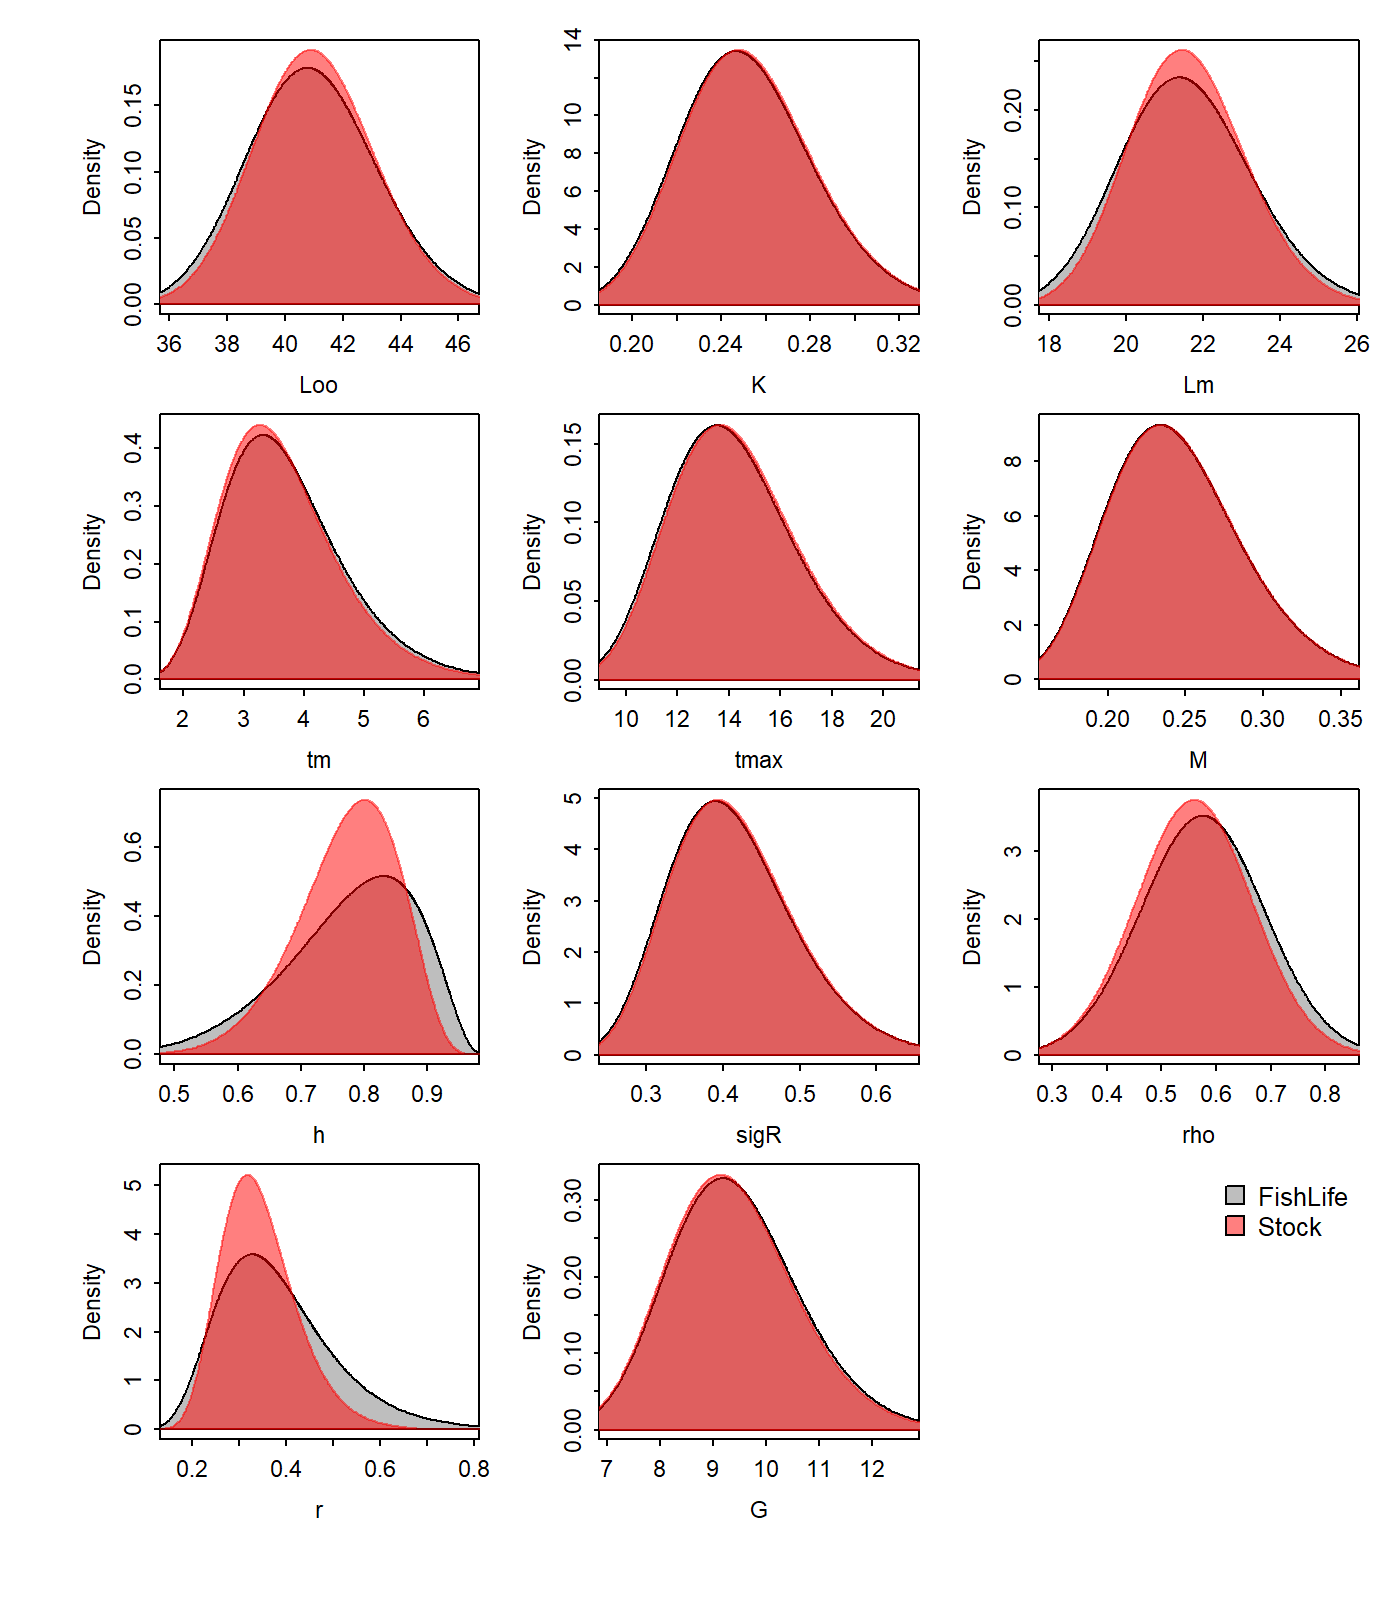 Density
0.00 0.05 0.10 0.15
36 38 40 42 44 46
Loo
Density
0 2 4 6 8 10 14
0.20 0.24 0.28 0.32
K
Density
0.00 0.10 0.20
18 20 22 24 26
Lm
Density
0.0 0.1 0.2 0.3 0.4
2 3 4 5 6
tm
Density
0.00 0.05 0.10 0.15
10 12 14 16 18 20
tmax
Density
0 2 4 6 8
0.20 0.25 0.30 0.35
M
Density
0.0 0.2 0.4 0.6
0.5 0.6 0.7 0.8 0.9
h
Density
0 1 2 3 4 5
0.3 0.4 0.5 0.6
sigR
Density
0 1 2 3
0.3 0.4 0.5 0.6 0.7 0.8
rho
Density
0 1 2 3 4 5
0.2 0.4 0.6 0.8
r
Density
0.00 0.10 0.20 0.30
7 8 9 10 11 12
G
FishLife
Stock